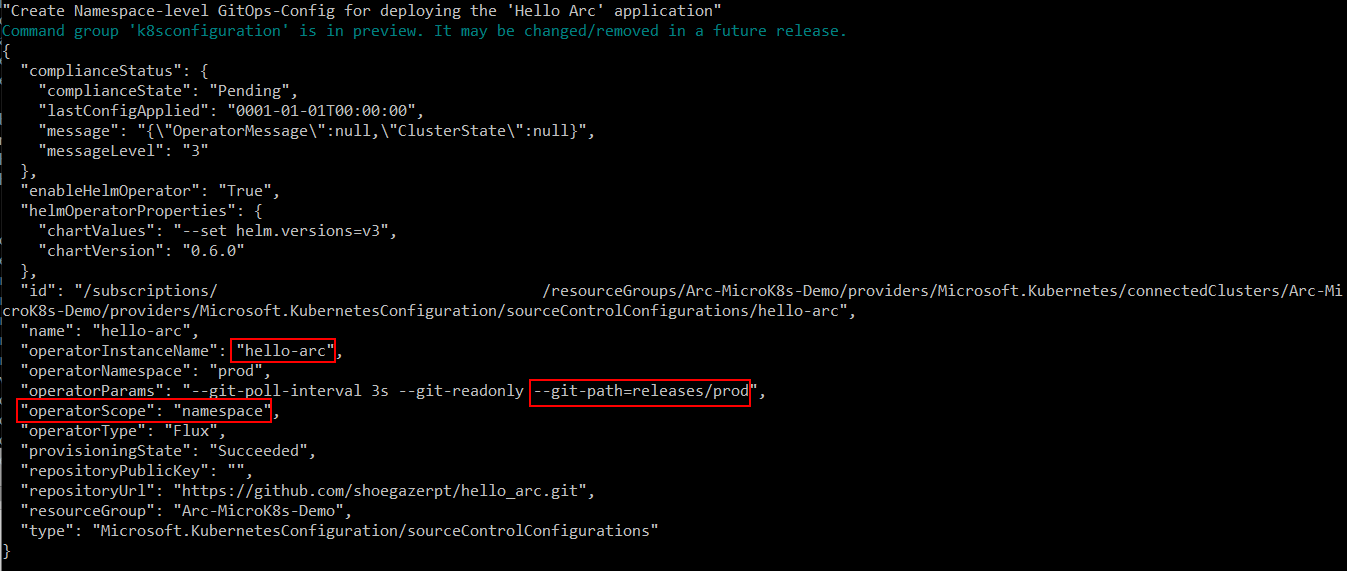 "Create Namespace-level GitOps-Config for deploying the 'Hello Arc' application"
Command group 'k8sconfiguration' is in preview. It may be changed/removed in a future release.
{
  "complianceStatus": {
    "complianceState": "Pending",
    "lastConfigApplied": "0001-01-01T00:00:00",
    "message": "{\"OperatorMessage\":null,\"ClusterState\":null}",
    "messageLevel": "3"
  },
  "enableHelmOperator": "True",
  "helmOperatorProperties": {
    "chartValues": "--set helm.versions=v3",
    "chartVersion": "0.6.0"
  },
  "id": "/subscriptions/                                    /resourceGroups/Arc-MicroK8s-Demo/providers/Microsoft.Kubernetes/connectedClusters/Arc-Mi
croK8s-Demo/providers/Microsoft.KubernetesConfiguration/sourceControlConfigurations/hello-arc",
  "name": "hello-arc",
  "operatorInstanceName": "hello-arc",
  "operatorNamespace": "prod",
  "operatorParams": "--git-poll-interval 3s --git-readonly --git-path=releases/prod",
  "operatorScope": "namespace",
  "operatorType": "Flux",
  "provisioningState": "Succeeded",
  "repositoryPublicKey": "",
  "repositoryUrl": "https://github.com/shoegazerpt/hello_arc.git",
  "resourceGroup": "Arc-MicroK8s-Demo",
  "type": "Microsoft.KubernetesConfiguration/sourceControlConfigurations"
}